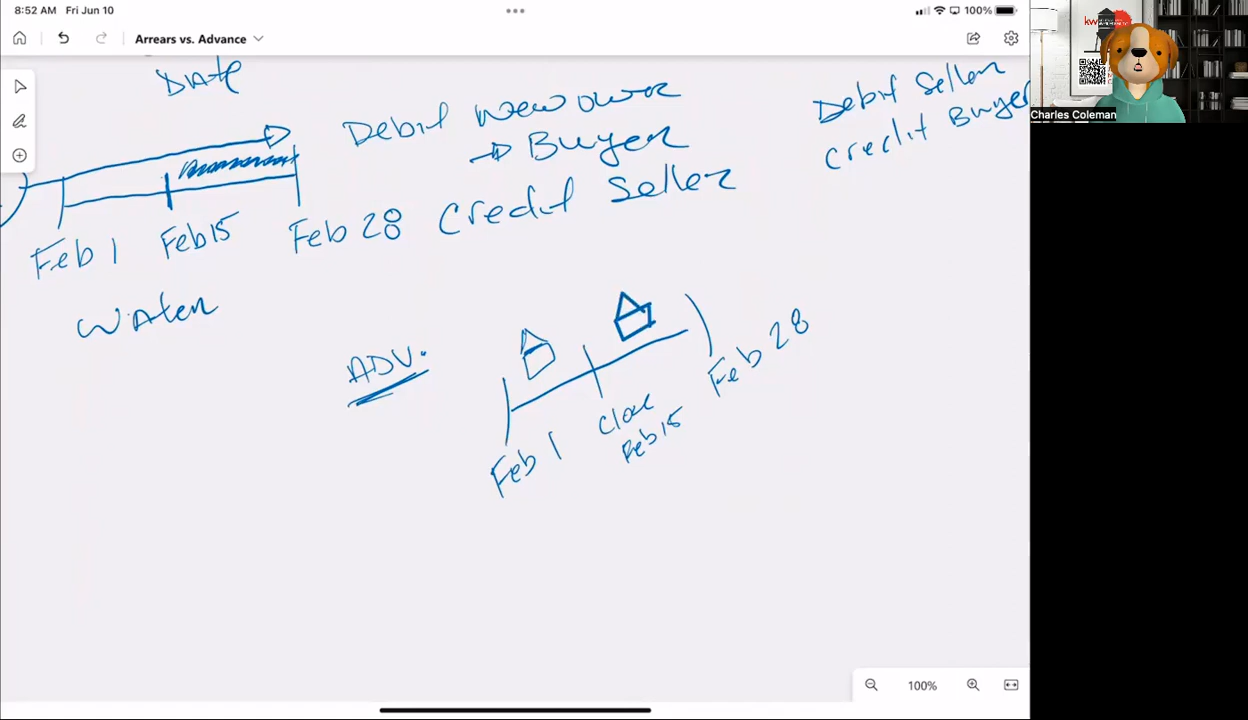 8:52 AM Fri Jun 10
100%
Arrears vs. Advance
kw
Charles Coleman
Date
Debit New Owner
→ Buyer
Credit Seller
Debit Seller
Credit Buyer
Feb 1 Feb 15 Feb 28
Water
ADV.
Feb 1
Close
Feb 15
Feb 28
100%